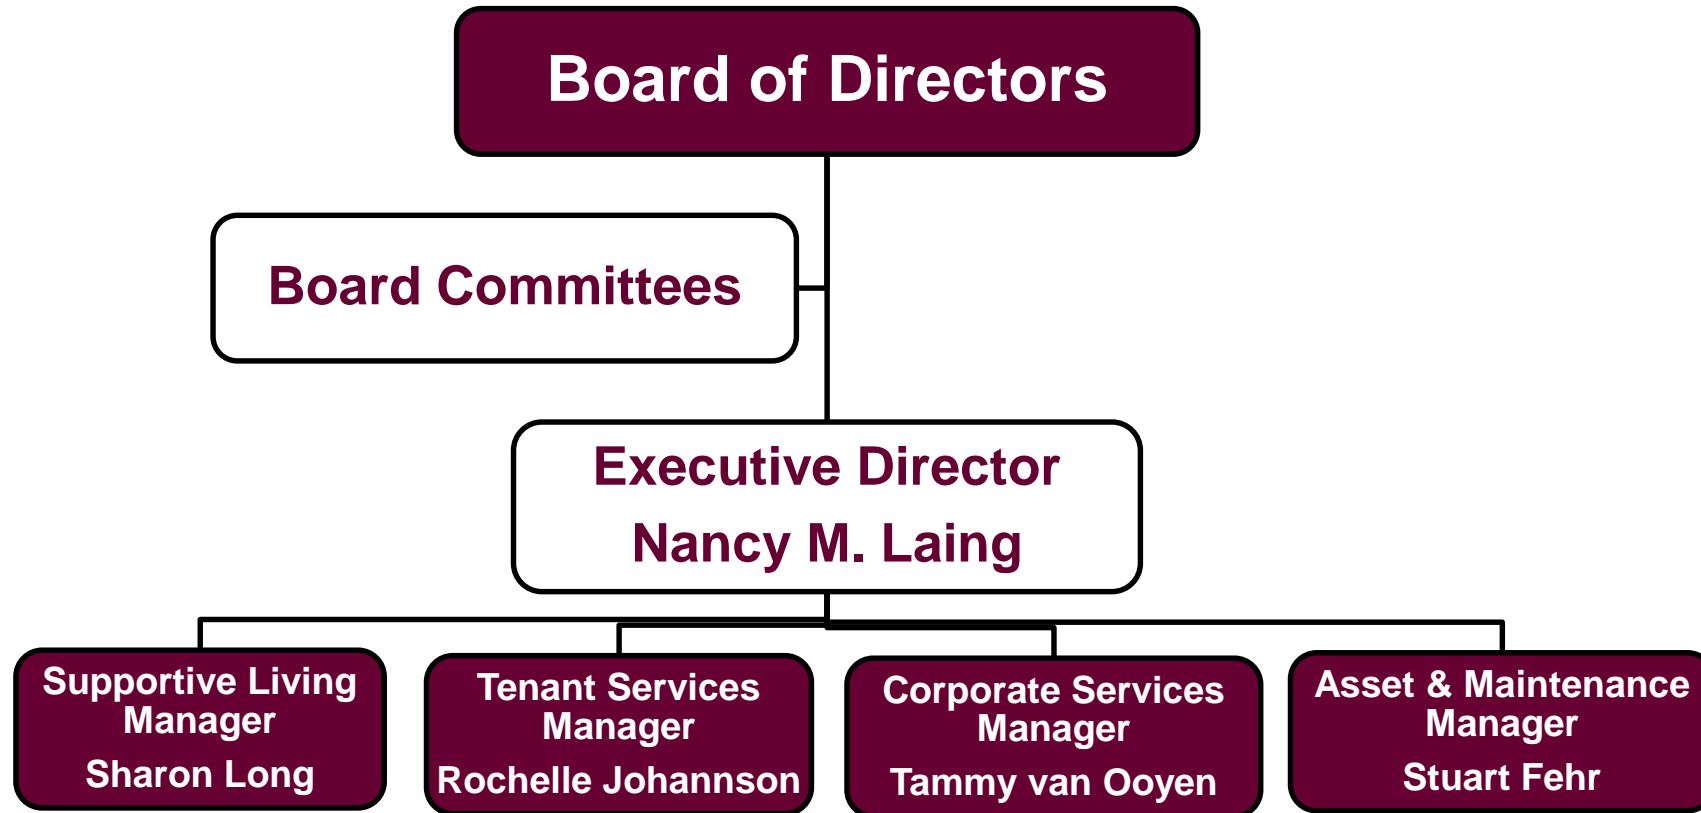 Board of Directors
Board Committees
Executive Director
Nancy M. Laing
Supportive Living
Manager
Sharon Long
Tenant Services
Manager
Rochelle Johannson
Corporate Services
Manager
Tammy van Ooyen
Asset & Maintenance
Manager
Stuart Fehr